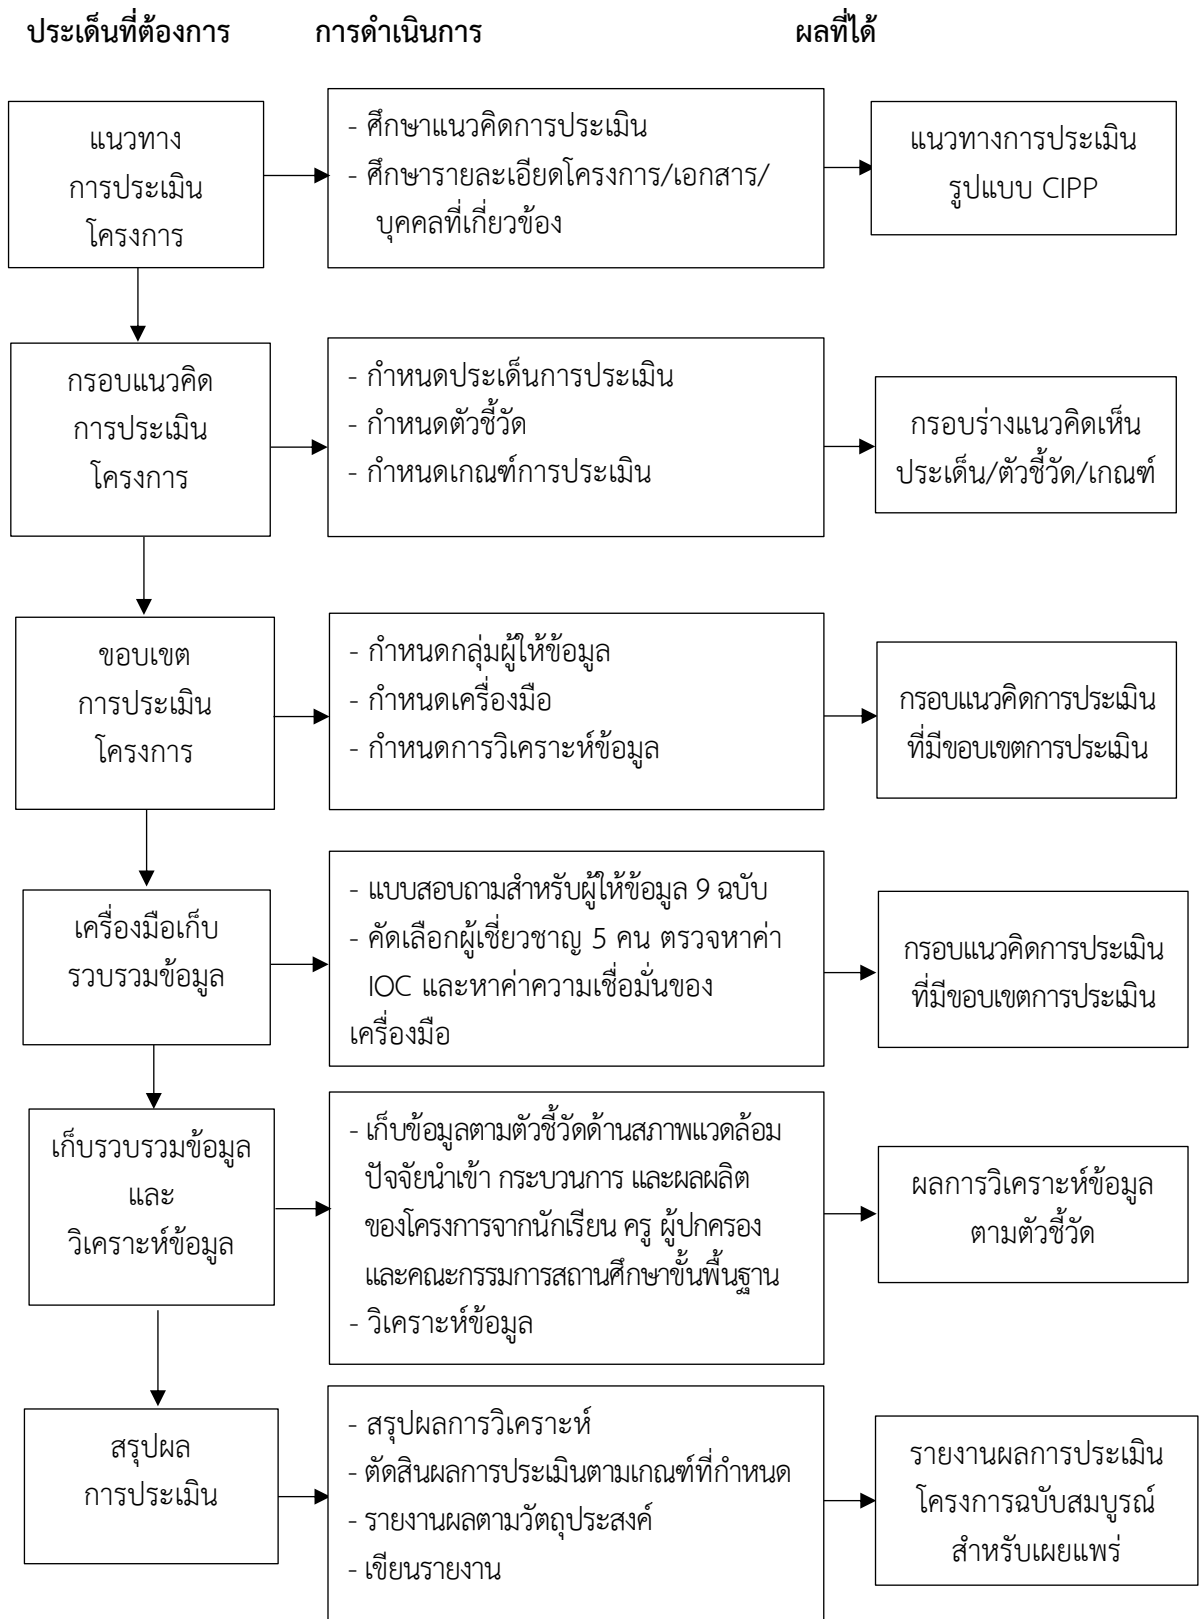 ประเด็นที่ต้องการ การดำเนินการ ผลที่ได้
แนวทาง
การประเมิน
โครงการ
- ศึกษาแนวคิดการประเมิน
- ศึกษารายละเอียดโครงการ/เอกสาร/
บุคคลที่เกี่ยวข้อง
แนวทางการประเมิน
รูปแบบ CIPP
กรอบแนวคิด
การประเมิน
โครงการ
- กำหนดประเด็นการประเมิน
- กำหนดตัวชี้วัด
- กำหนดเกณฑ์การประเมิน
กรอบร่างแนวคิดเห็น
ประเด็น/ตัวชี้วัด/เกณฑ์
ขอบเขต
การประเมิน
โครงการ
- กำหนดกลุ่มผู้ให้ข้อมูล
- กำหนดเครื่องมือ
- กำหนดการวิเคราะห์ข้อมูล
กรอบแนวคิดการประเมิน
ที่มีขอบเขตการประเมิน
เครื่องมือเก็บ
รวบรวมข้อมูล
- แบบสอบถามสำหรับผู้ให้ข้อมูล 9 ฉบับ
- คัดเลือกผู้เชี่ยวชาญ 5 คน ตรวจหาค่า
IOC และหาค่าความเชื่อมั่นของ
เครื่องมือ
กรอบแนวคิดการประเมิน
ที่มีขอบเขตการประเมิน
เก็บรวบรวมข้อมูล
และ
วิเคราะห์ข้อมูล
- เก็บข้อมูลตามตัวชี้วัดด้านสภาพแวดล้อม
ปัจจัยนำเข้า กระบวนการ และผลผลิต
ของโครงการจากนักเรียน ครู ผู้ปกครอง
และคณะกรรมการสถานศึกษาขั้นพื้นฐาน
- วิเคราะห์ข้อมูล
ผลการวิเคราะห์ข้อมูล
ตามตัวชี้วัด
สรุปผล
การประเมิน
- สรุปผลการวิเคราะห์
- ตัดสินผลการประเมินตามเกณฑ์ที่กำหนด
- รายงานผลตามวัตถุประสงค์
- เขียนรายงาน
รายงานผลการประเมิน
โครงการฉบับสมบูรณ์
สำหรับเผยแพร่